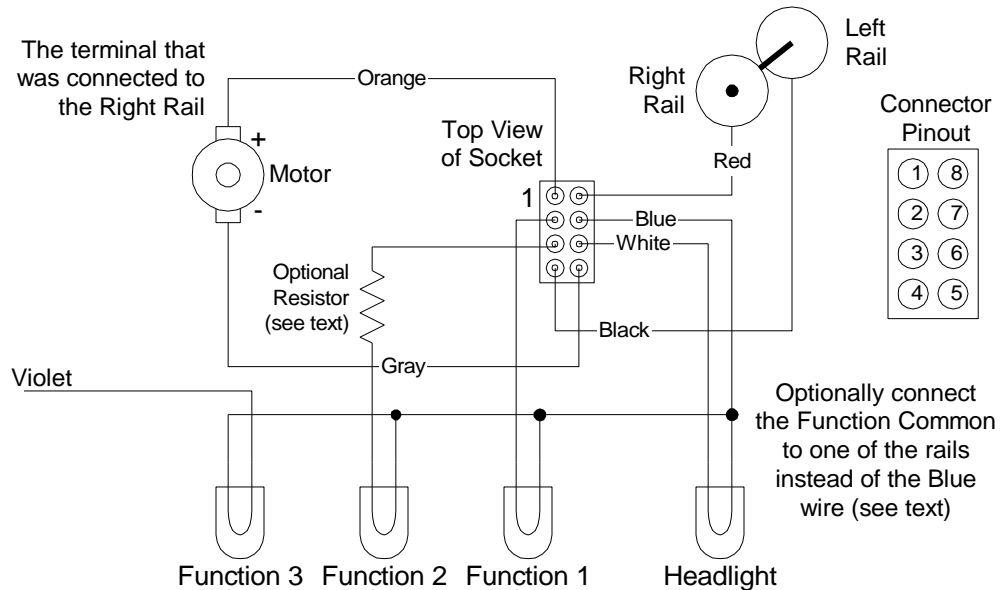 The terminal that
was connected to
the Right Rail
Orange
+
Motor
-
Top View
of Socket
1
Right
Rail
Left
Rail
Red
Blue
White
Black
Connector
Pinout
1 8
2 7
3 6
4 5
Optional
Resistor
(see text)
Gray
Violet
Optionally connect
the Function Common
to one of the rails
instead of the Blue
wire (see text)
Function 3 Function 2 Function 1 Headlight